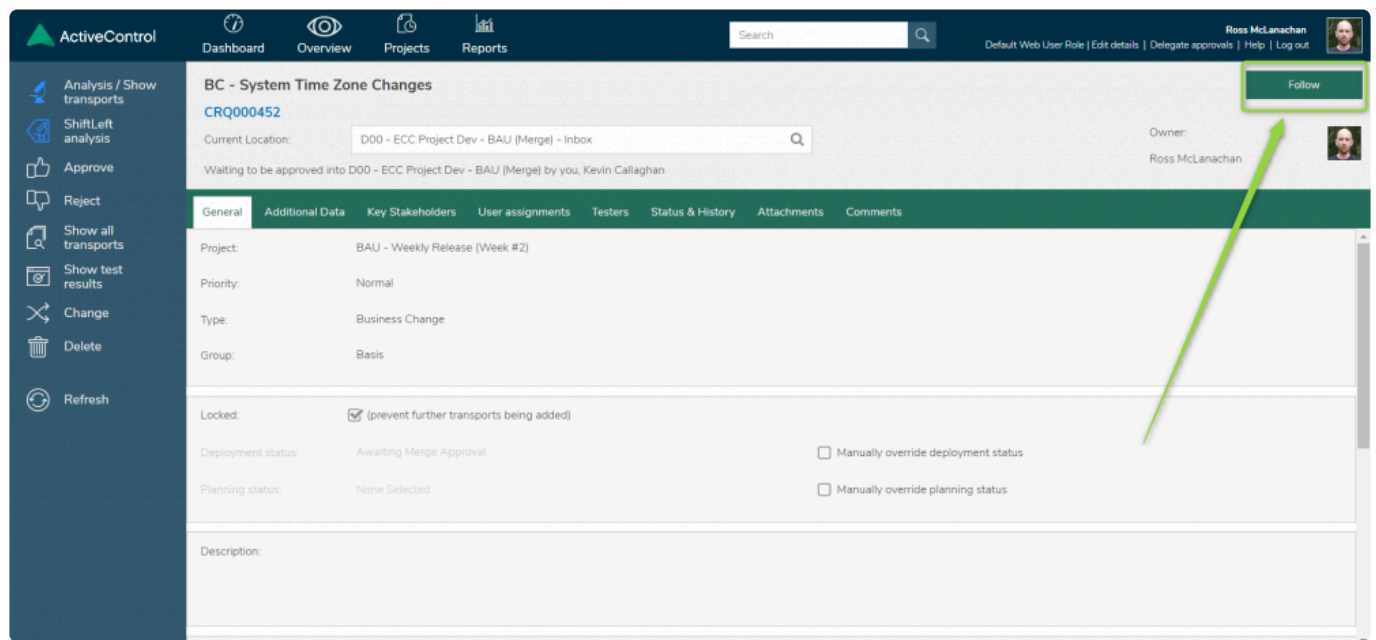 ActiveControl
Dashboard
Overview
Projects
Reports
Search
Ross McLanachan
Default Web User Role | Edit details | Delegate approvals | Help | Log out
Analysis / Show
transports
ShiftLeft
analysis
Approve
Reject
Show all
transports
Show test
results
Change
Delete
Refresh
BC - System Time Zone Changes
Follow
CRQ000452
Current Location:
D00 - ECC Project Dev - BAU (Merge) - Inbox
Owner:
Ross McLanachan
Waiting to be approved into D00 - ECC Project Dev - BAU (Merge) by you, Kevin Callaghan
General
Additional Data
Key Stakeholders
User assignments
Testers
Status & History
Attachments
Comments
Project:
BAU - Weekly Release (Week #2)
Priority:
Normal
Type:
Business Change
Group:
Basis
Locked:
(prevent further transports being added)
Deployment status:
Awaiting Merge Approval
Manually override deployment status
Planning status:
None Selected
Manually override planning status
Description: